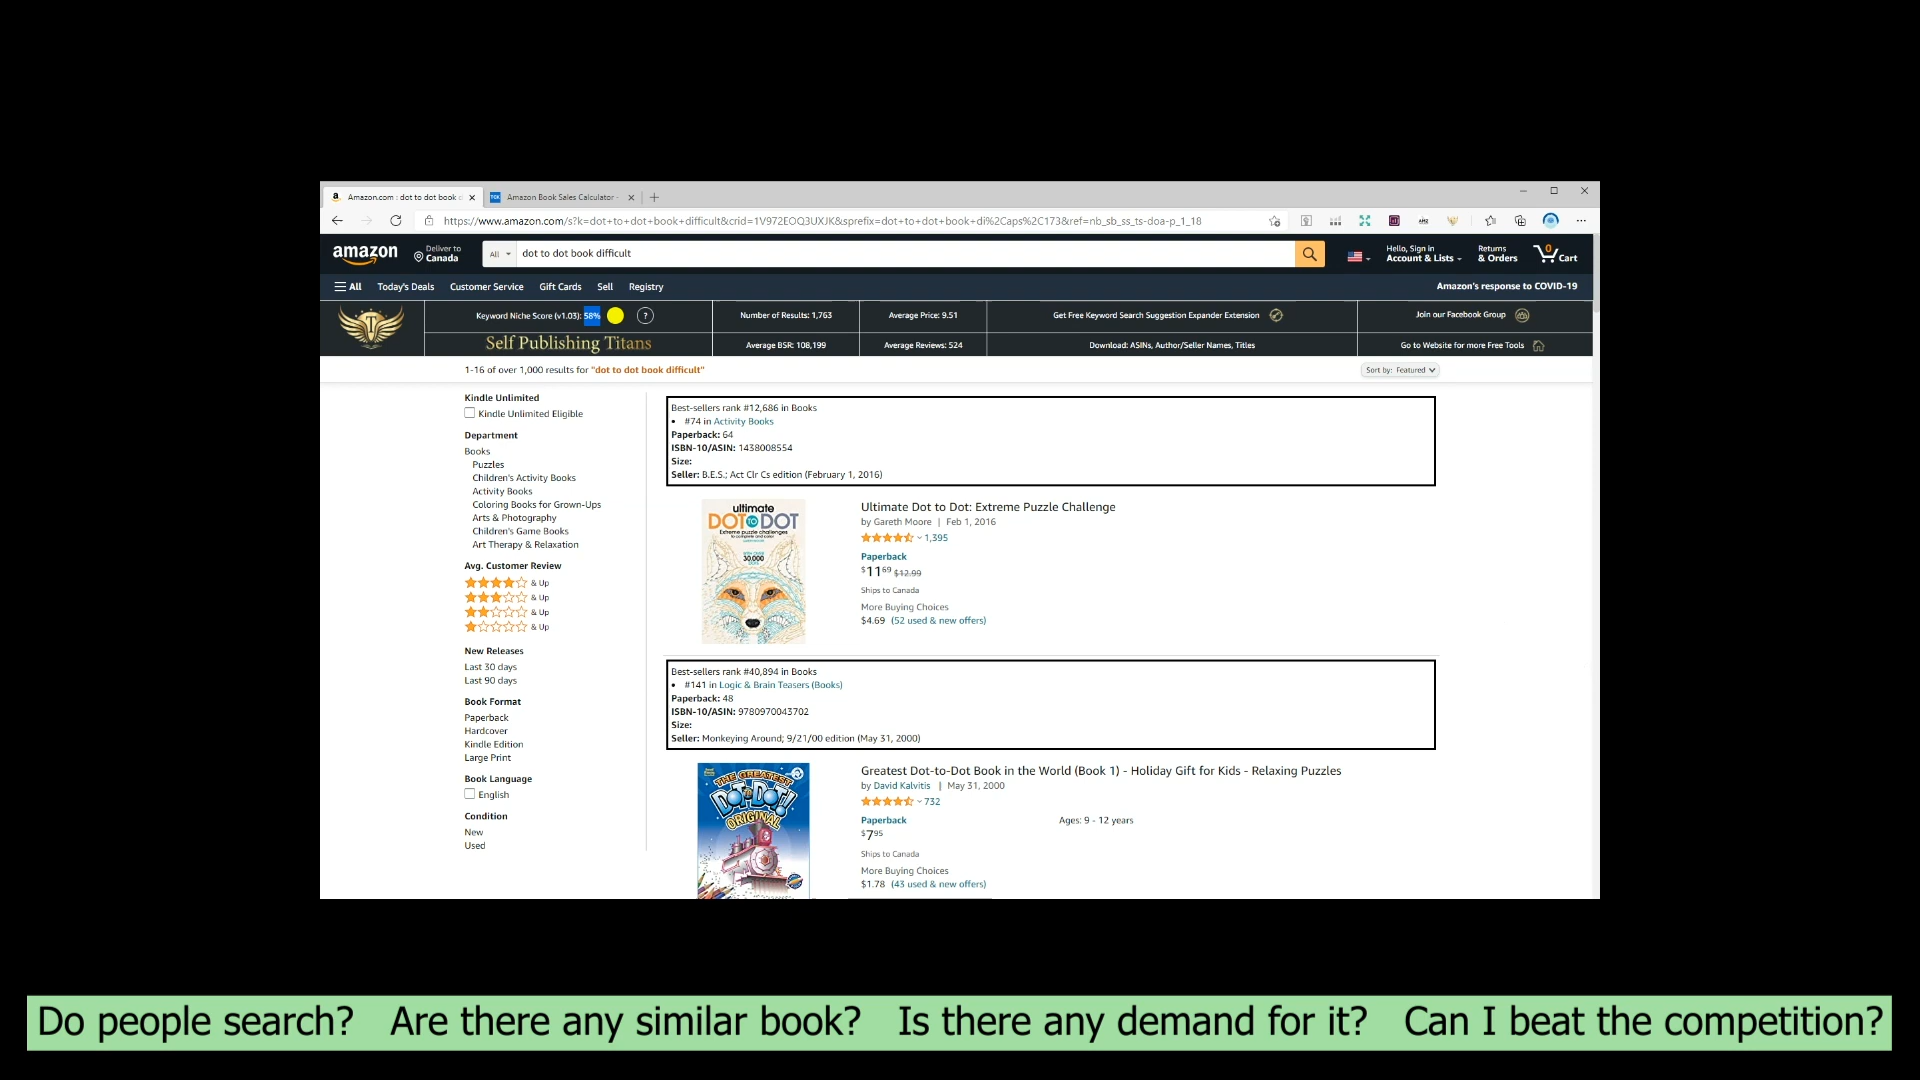 Amazon.com : dot to dot book d
Amazon Book Sales Calculator -
https://www.amazon.com/s?k=dot+to+dot+book+difficult&crid=1V972EOQ3UXJK&sprefix=dot+to+dot+book+di%2Caps%2C173&ref=nb_sb_ss_ts-doa-p_1_18
amazon
Deliver to
Canada
All
dot to dot book difficult
Hello, Sign in
Account & Lists
Returns
& Orders
0
Cart
All
Today's Deals
Customer Service
Gift Cards
Sell
Registry
Amazon's response to COVID-19
Keyword Niche Score (v1.03): 58%
?
Number of Results: 1,763
Average Price: 9.51
Get Free Keyword Search Suggestion Expander Extension
Join our Facebook Group
Self Publishing Titans
Average BSR: 108,199
Average Reviews: 524
Download: ASINs, Author/Seller Names, Titles
Go to Website for more Free Tools
1-16 of over 1,000 results for "dot to dot book difficult"
Sort by: Featured
Kindle Unlimited
Kindle Unlimited Eligible
Department
Books
Puzzles
Children's Activity Books
Activity Books
Coloring Books for Grown-Ups
Arts & Photography
Children's Game Books
Art Therapy & Relaxation
Avg. Customer Review
& Up
& Up
& Up
& Up
New Releases
Last 30 days
Last 90 days
Book Format
Paperback
Hardcover
Kindle Edition
Large Print
Book Language
English
Condition
New
Used
Best-sellers rank #12,686 in Books
• #74 in Activity Books
Paperback: 64
ISBN-10/ASIN: 1438008554
Size:
Seller: B.E.S.; Act Clr Cs edition (February 1, 2016)
ultimate
DOT TO DOT
Extreme puzzle challenges
to complete and color
30,000
Ultimate Dot to Dot: Extreme Puzzle Challenge
by Gareth Moore | Feb 1, 2016
1,395
Paperback
$11.69 $12.99
Ships to Canada
More Buying Choices
$4.69 (52 used & new offers)
Best-sellers rank #40,894 in Books
• #141 in Logic & Brain Teasers (Books)
Paperback: 48
ISBN-10/ASIN: 9780970043702
Size:
Seller: Monkeying Around; 9/21/00 edition (May 31, 2000)
THE GREATEST
DOT-TO-DOT!
ORIGINAL
Greatest Dot-to-Dot Book in the World (Book 1) - Holiday Gift for Kids - Relaxing Puzzles
by David Kalvitis | May 31, 2000
732
Paperback
Ages: 9 - 12 years
$7.95
Ships to Canada
More Buying Choices
$1.78 (43 used & new offers)
Do people search? Are there any similar book? Is there any demand for it? Can I beat the competition?